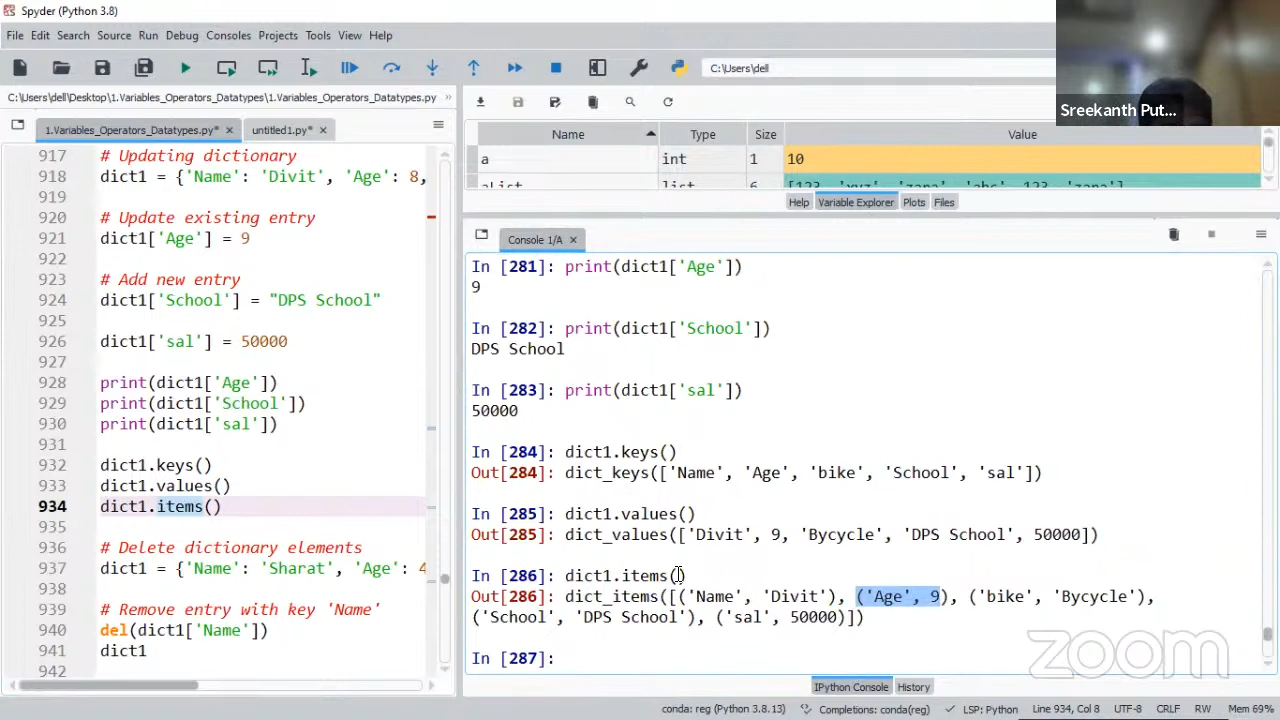 Spyder (Python 3.8)
File Edit Search Source Run Debug Consoles Projects Tools View Help
C:\Users\dell
C:\Users\dell\Desktop\1.Variables_Operators_Datatypes\1.Variables_Operators_Datatypes.py
1.Variables_Operators_Datatypes.py* untitled1.py*
917 # Updating dictionary
918 dict1 = {'Name': 'Divit', 'Age': 8,
919
920 # Update existing entry
921 dict1['Age'] = 9
922
923 # Add new entry
924 dict1['School'] = "DPS School"
925
926 dict1['sal'] = 50000
927
928 print(dict1['Age'])
929 print(dict1['School'])
930 print(dict1['sal'])
931
932 dict1.keys()
933 dict1.values()
934 dict1.items()
935
936 # Delete dictionary elements
937 dict1 = {'Name': 'Sharat', 'Age': 4
938
939 # Remove entry with key 'Name'
940 del(dict1['Name'])
941 dict1
942
Sreekanth Put...
Name Type Size Value
a int 1 10
aList list 6 [123, 'xyz', 'zara', 'abc', 123, 'zara']
Help Variable Explorer Plots Files
Console 1/A
In [281]: print(dict1['Age'])
9
In [282]: print(dict1['School'])
DPS School
In [283]: print(dict1['sal'])
50000
In [284]: dict1.keys()
Out[284]: dict_keys(['Name', 'Age', 'bike', 'School', 'sal'])
In [285]: dict1.values()
Out[285]: dict_values(['Divit', 9, 'Bycycle', 'DPS School', 50000])
In [286]: dict1.items()
Out[286]: dict_items([('Name', 'Divit'), ('Age', 9), ('bike', 'Bycycle'),
('School', 'DPS School'), ('sal', 50000)])
In [287]:
zoom
IPython Console History
conda: reg (Python 3.8.13) Completions: conda(reg) LSP: Python Line 934, Col 8 UTF-8 CRLF RW Mem 69%